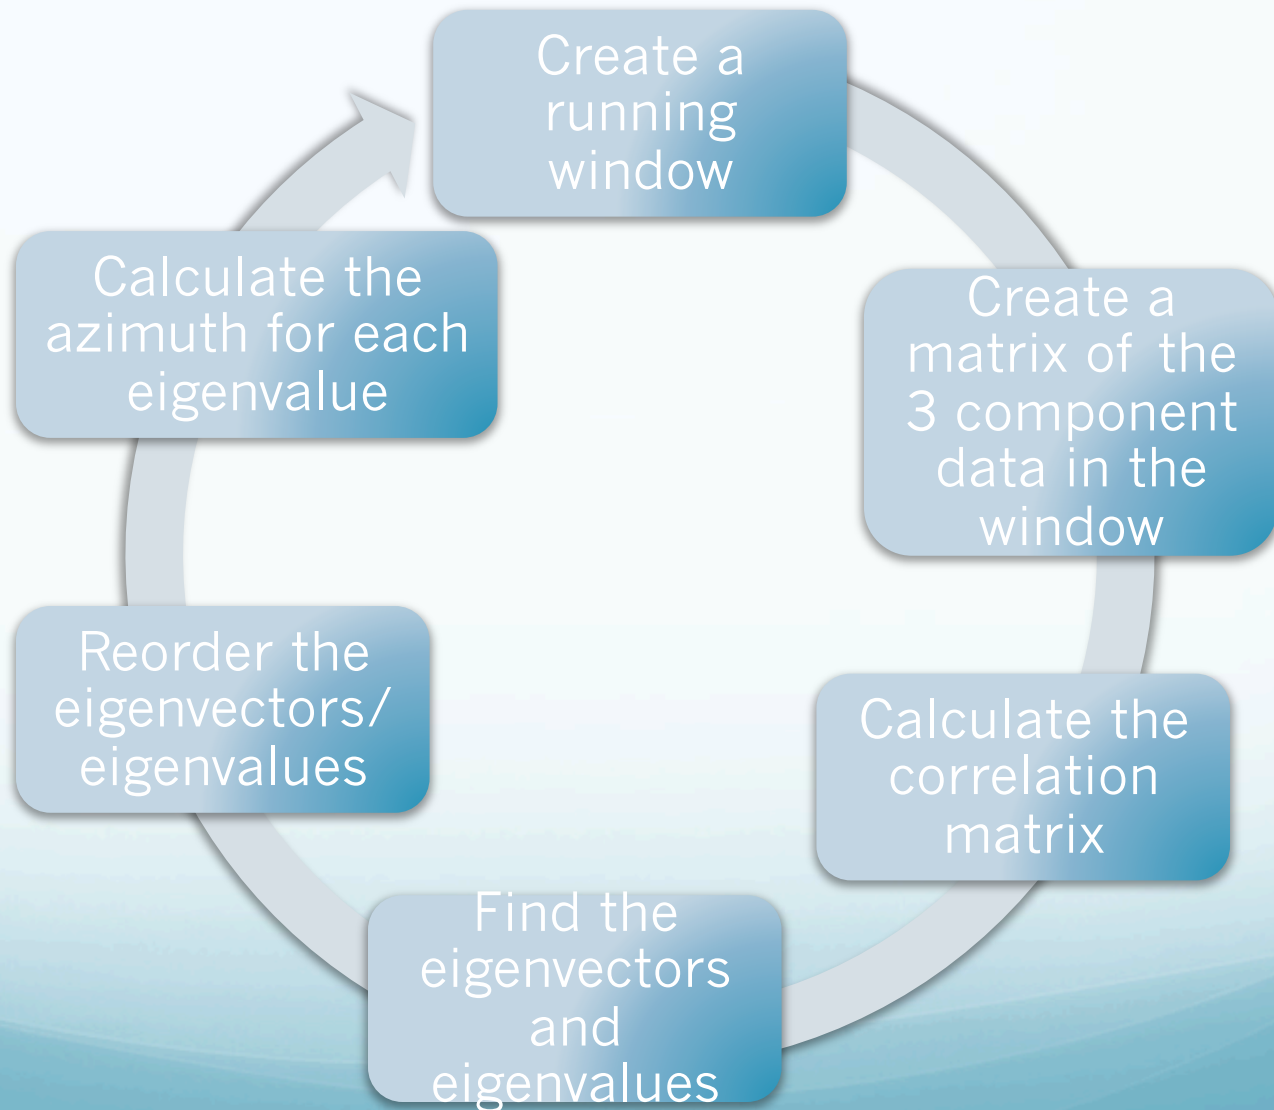 Create a
running
window
Create a
matrix of the
3 component
data in the
window
Calculate the
correlation
matrix
Find the
eigenvectors
and
eigenvalues
Reorder the
eigenvectors/
eigenvalues
Calculate the
azimuth for each
eigenvalue